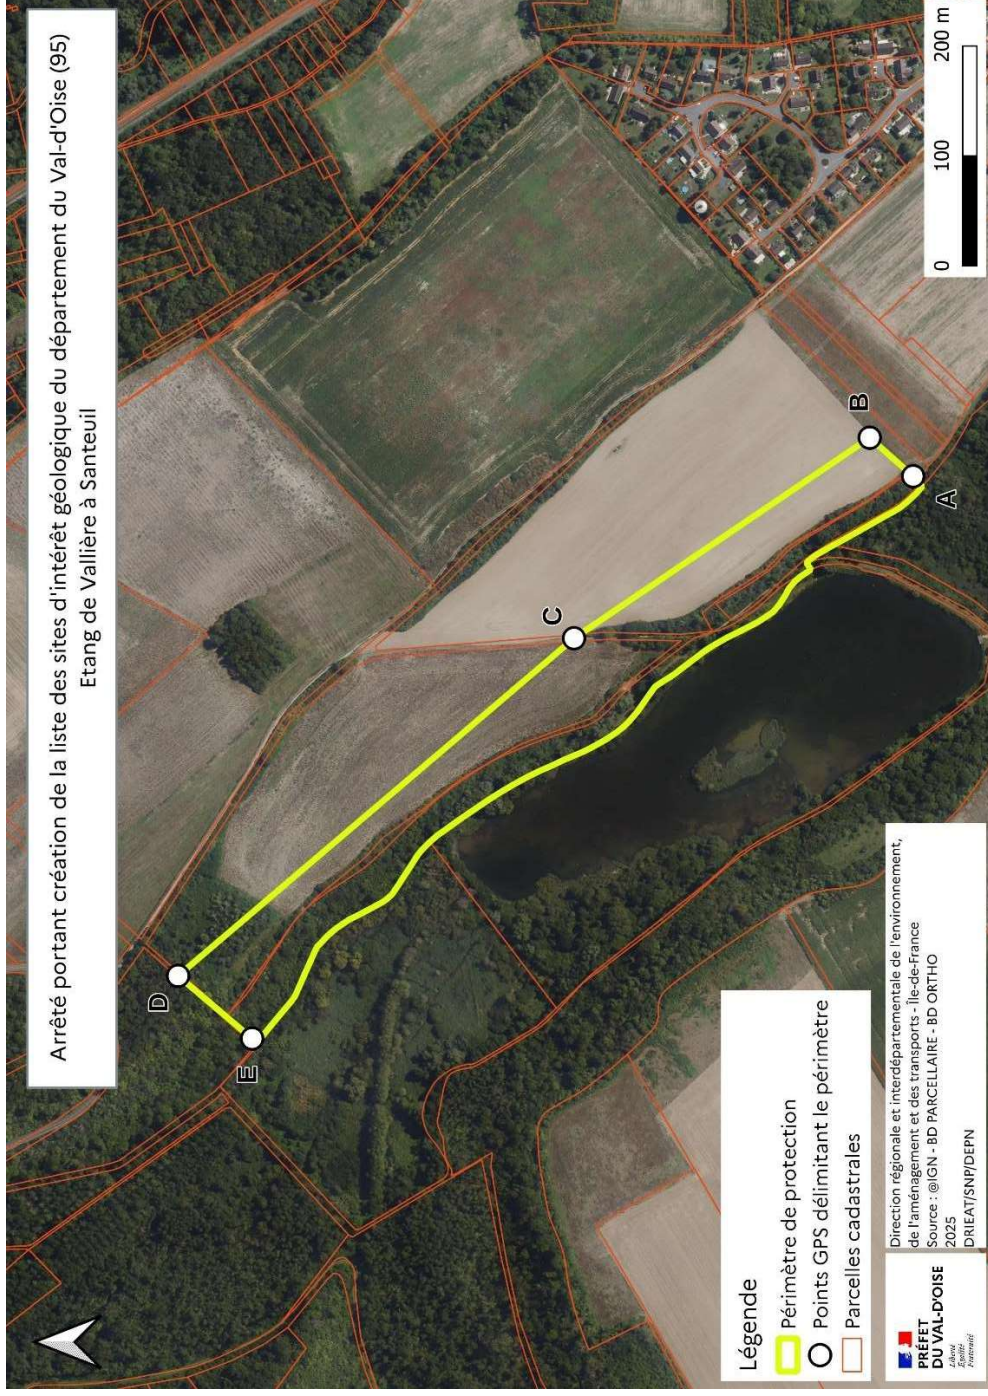 Arrêté portant création de la liste des sites d'intérêt géologique du département du Val-d'Oise (95)
Etang de Vallière à Santeuil
D
E
C
B
A
Légende
Périmètre de protection
Points GPS délimitant le périmètre
Parcelles cadastrales
PRÉFET
DU VAL-D'OISE
Liberté
Égalité
Fraternité
Direction régionale et interdépartementale de l'environnement,
de l'aménagement et des transports - Île-de-France
Source : @IGN - BD PARCELLAIRE - BD ORTHO
2025
DRIEAT/SNP/DEPN
0 100 200 m